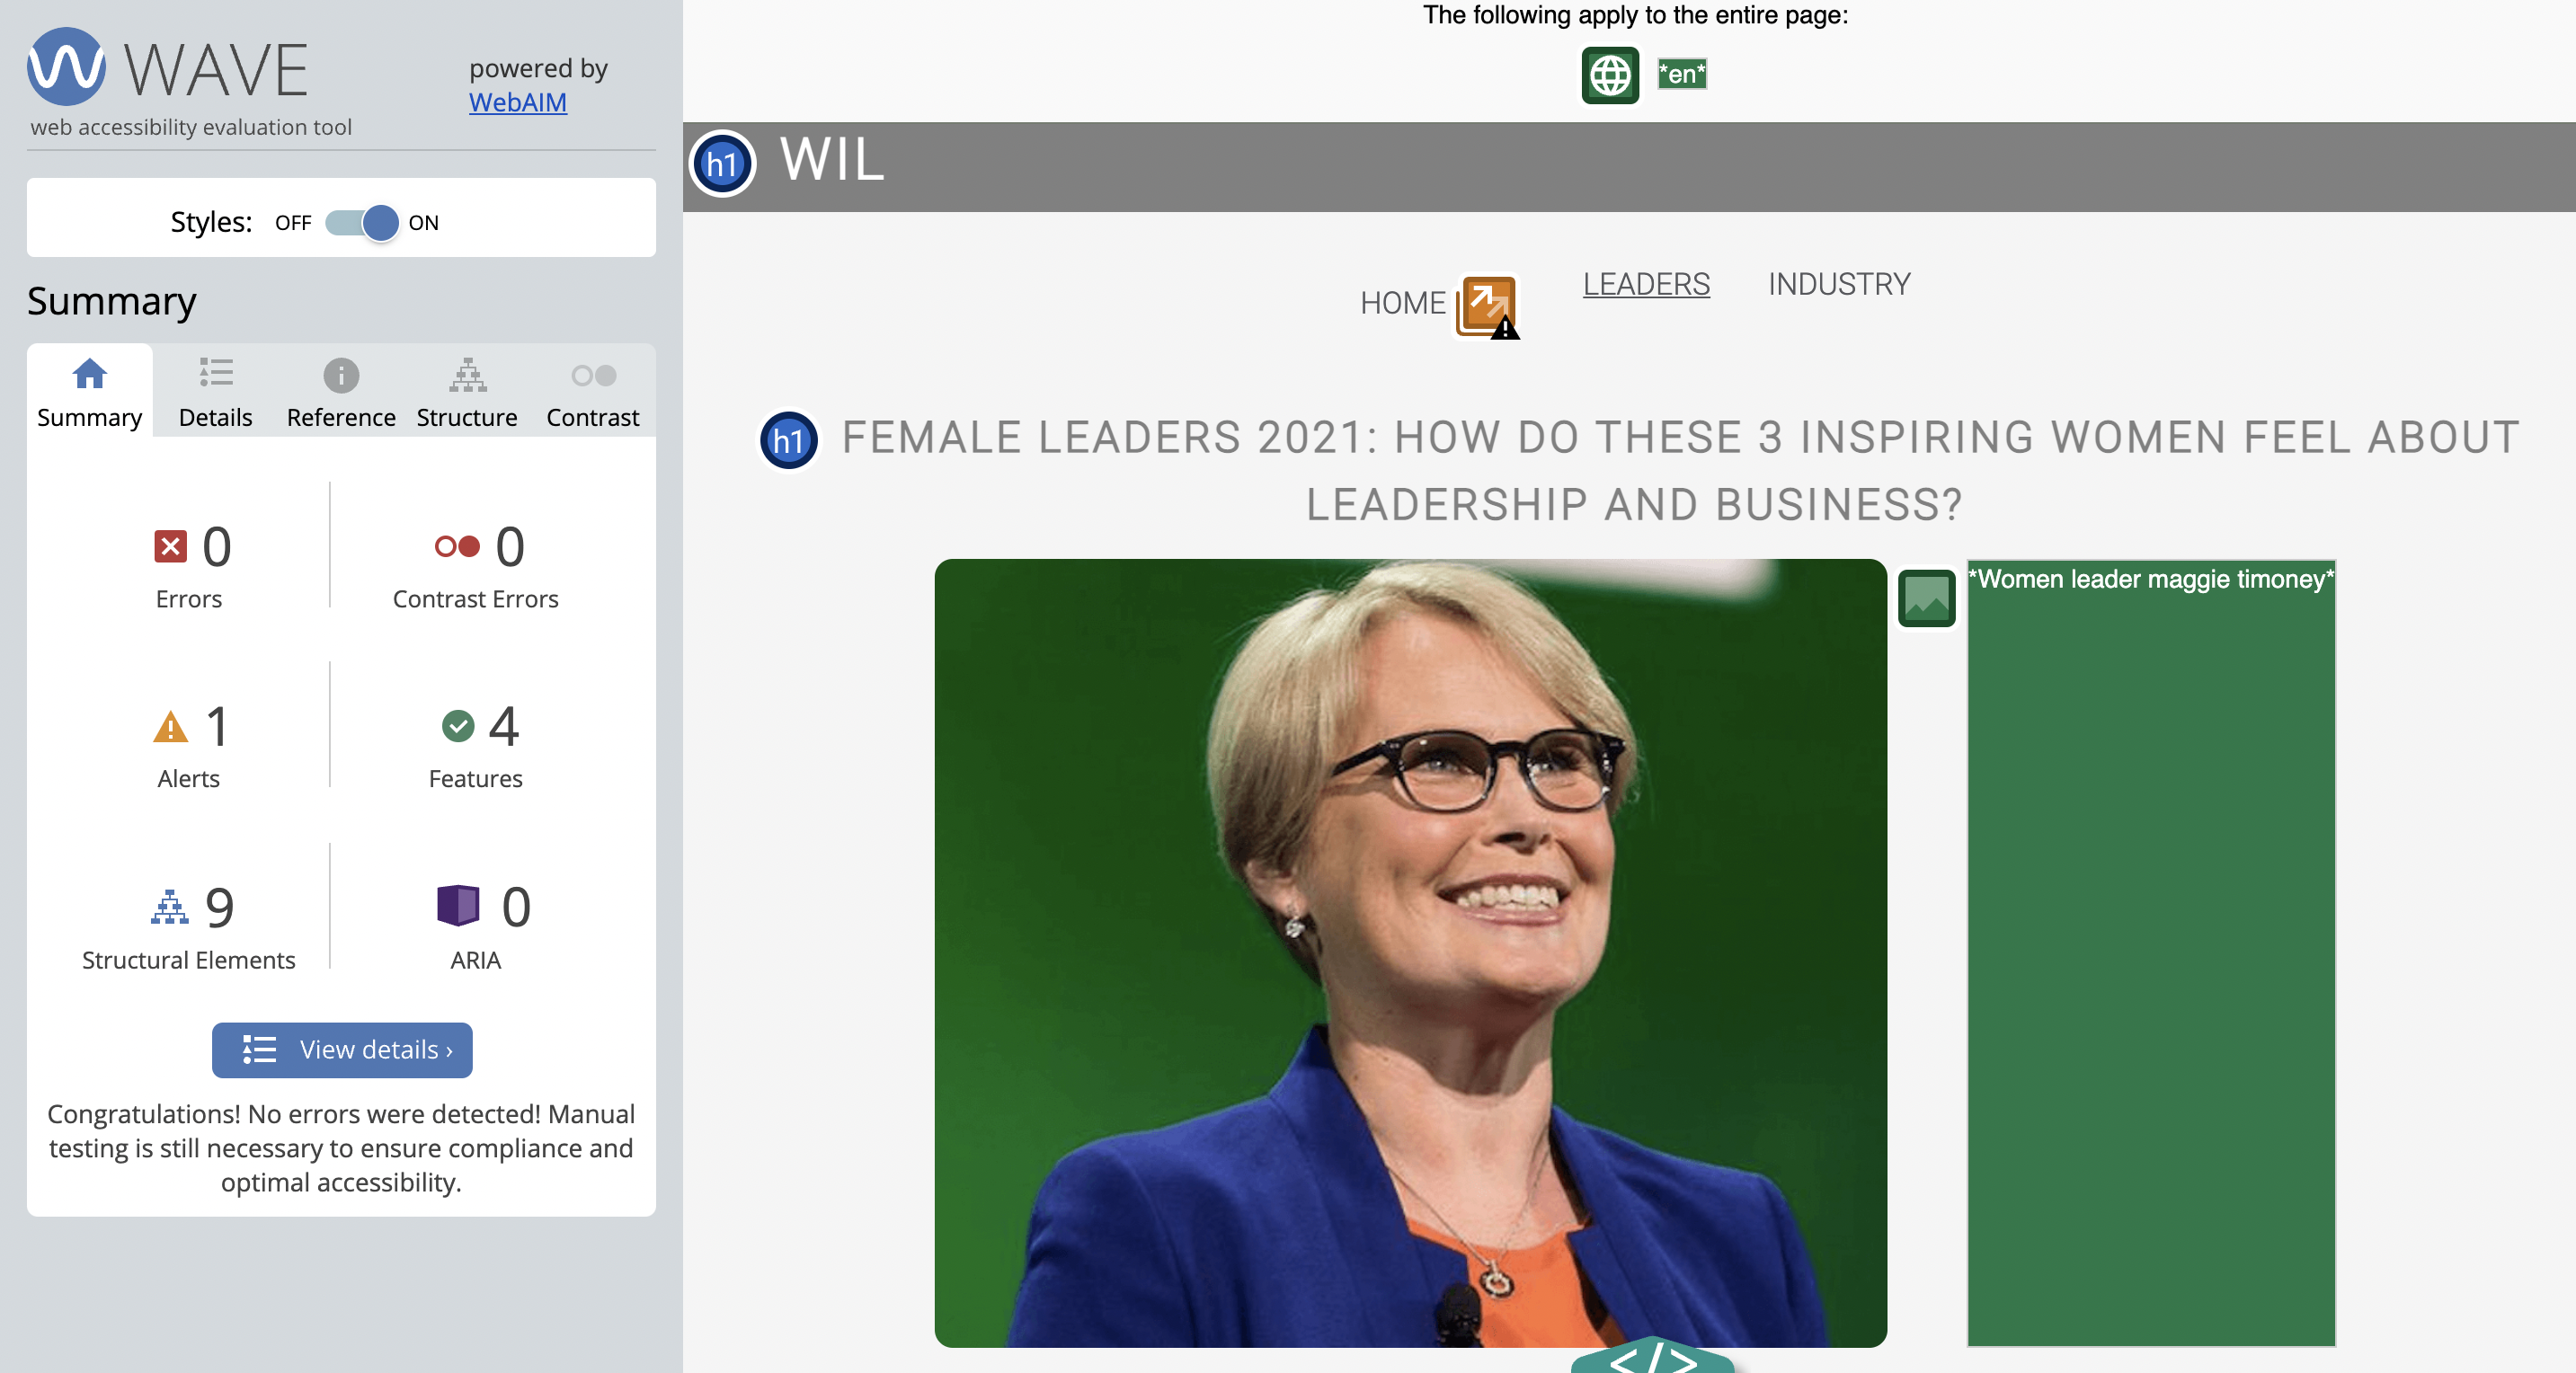 WAVE
web accessibility evaluation tool
powered by
WebAIM
Styles: OFF ON
Summary
Summary Details Reference Structure Contrast
0
Errors
0
Contrast Errors
1
Alerts
4
Features
9
Structural Elements
0
ARIA
View details ›
Congratulations! No errors were detected! Manual
testing is still necessary to ensure compliance and
optimal accessibility.
The following apply to the entire page:
*en*
h1 WIL
HOME LEADERS INDUSTRY
h1 FEMALE LEADERS 2021: HOW DO THESE 3 INSPIRING WOMEN FEEL ABOUT
LEADERSHIP AND BUSINESS?
*Women leader maggie timoney*
</>